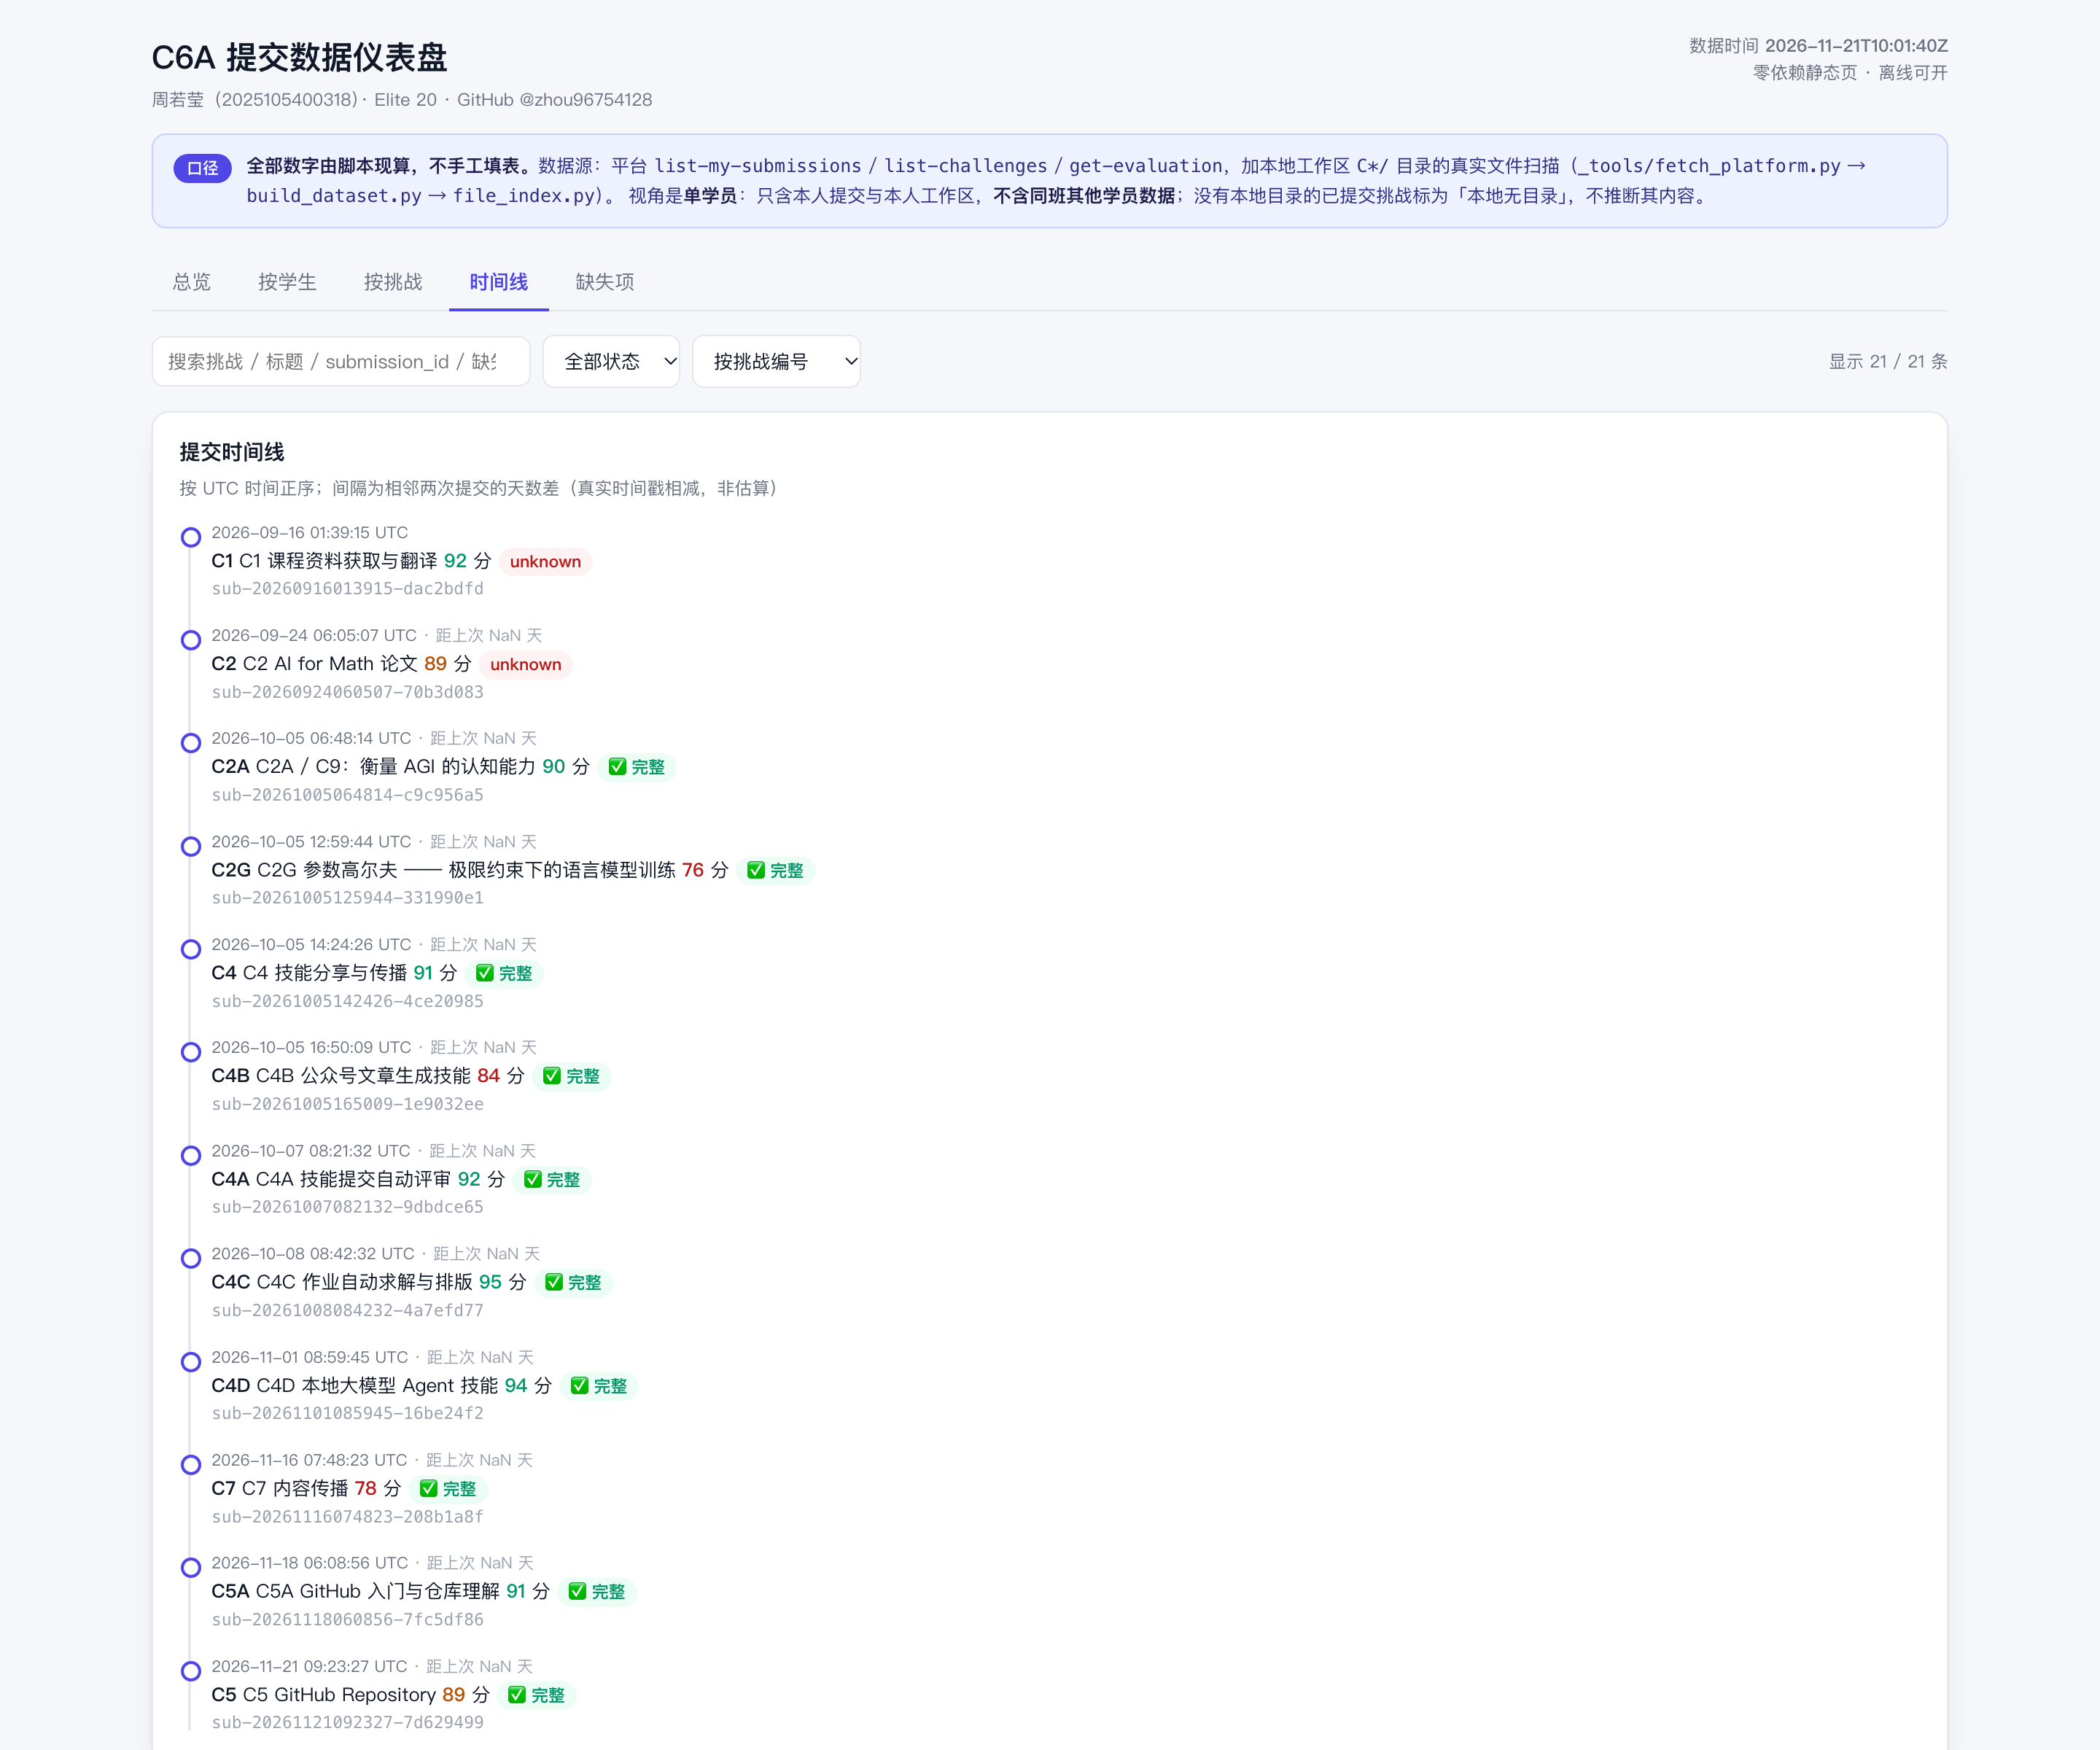 C6A 提交数据仪表盘
数据时间 2026-11-21T10:01:40Z
零依赖静态页 · 离线可开
周若莹（2025105400318）· Elite 20 · GitHub @zhou96754128
口径 全部数字由脚本现算，不手工填表。数据源：平台 list-my-submissions / list-challenges / get-evaluation，加本地工作区 C*/ 目录的真实文件扫描（_tools/fetch_platform.py →
build_dataset.py → file_index.py）。视角是单学员：只含本人提交与本人工作区，不含同班其他学员数据；没有本地目录的已提交挑战标为「本地无目录」，不推断其内容。
总览 按学生 按挑战 时间线 缺失项
搜索挑战 / 标题 / submission_id / 全部状态 按挑战编号 显示 21 / 21 条
提交时间线
按 UTC 时间正序；间隔为相邻两次提交的天数差（真实时间戳相减，非估算）
2026-09-16 01:39:15 UTC
C1 C1 课程资料获取与翻译 92 分 unknown
sub-20260916013915-dac2bdfd
2026-09-24 06:05:07 UTC · 距上次 NaN 天
C2 C2 AI for Math 论文 89 分 unknown
sub-20260924060507-70b3d083
2026-10-05 06:48:14 UTC · 距上次 NaN 天
C2A C2A / C9：衡量 AGI 的认知能力 90 分 ✅ 完整
sub-20261005064814-c9c956a5
2026-10-05 12:59:44 UTC · 距上次 NaN 天
C2G C2G 参数高尔夫 —— 极限约束下的语言模型训练 76 分 ✅ 完整
sub-20261005125944-331990e1
2026-10-05 14:24:26 UTC · 距上次 NaN 天
C4 C4 技能分享与传播 91 分 ✅ 完整
sub-20261005142426-4ce20985
2026-10-05 16:50:09 UTC · 距上次 NaN 天
C4B C4B 公众号文章生成技能 84 分 ✅ 完整
sub-20261005165009-1e9032ee
2026-10-07 08:21:32 UTC · 距上次 NaN 天
C4A C4A 技能提交自动评审 92 分 ✅ 完整
sub-20261007082132-9dbdce65
2026-10-08 08:42:32 UTC · 距上次 NaN 天
C4C C4C 作业自动求解与排版 95 分 ✅ 完整
sub-20261008084232-4a7efd77
2026-11-01 08:59:45 UTC · 距上次 NaN 天
C4D C4D 本地大模型 Agent 技能 94 分 ✅ 完整
sub-20261101085945-16be24f2
2026-11-16 07:48:23 UTC · 距上次 NaN 天
C7 C7 内容传播 78 分 ✅ 完整
sub-20261116074823-208b1a8f
2026-11-18 06:08:56 UTC · 距上次 NaN 天
C5A C5A GitHub 入门与仓库理解 91 分 ✅ 完整
sub-20261118060856-7fc5df86
2026-11-21 09:23:27 UTC · 距上次 NaN 天
C5 C5 GitHub Repository 89 分 ✅ 完整
sub-20261121092327-7d629499